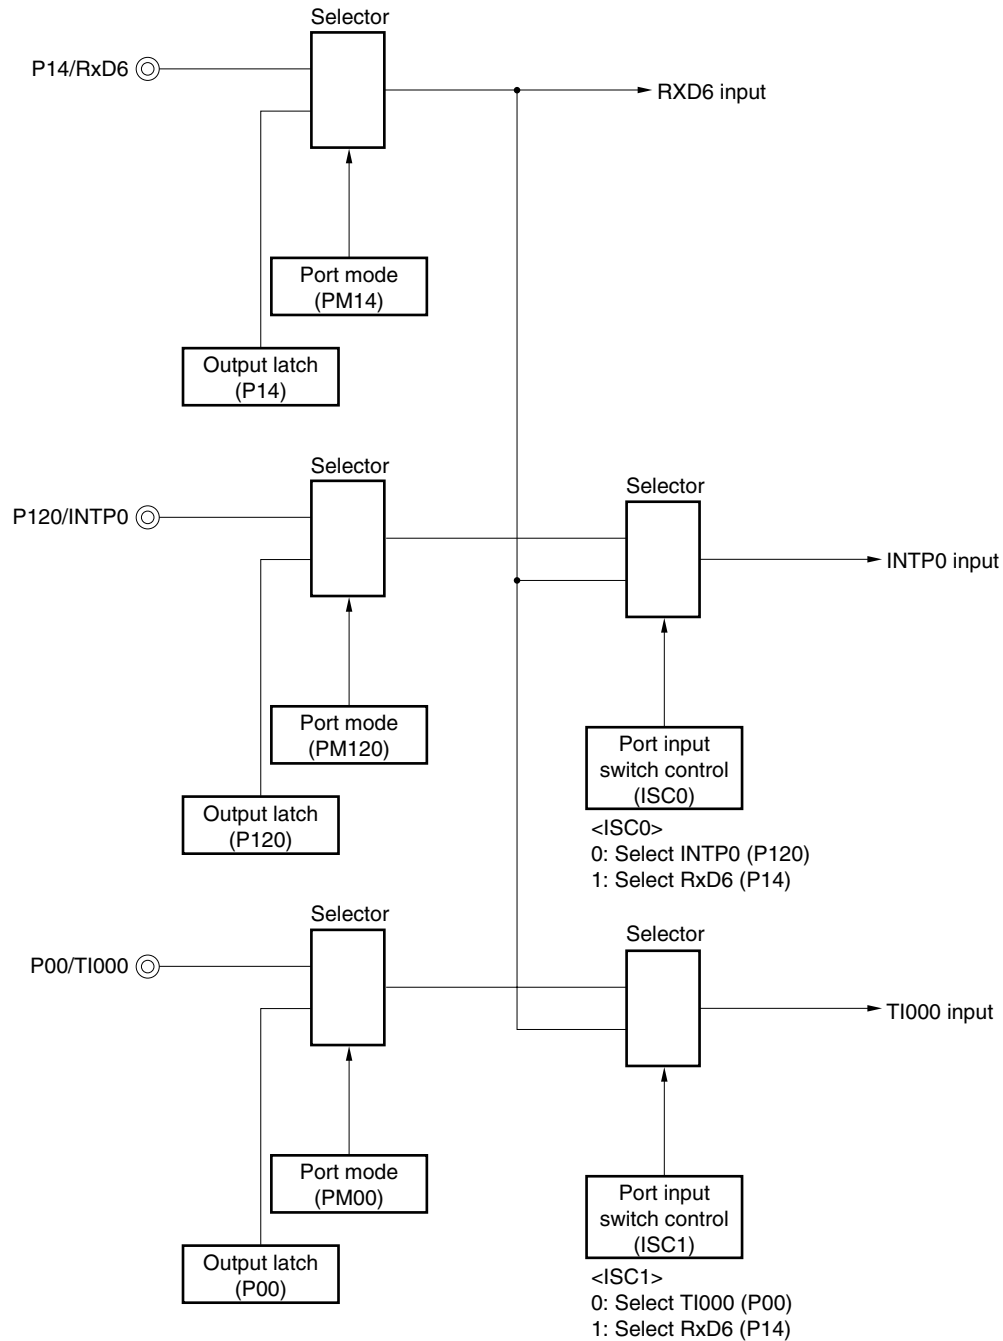 Selector
P14/RxD6
RXD6 input
Port mode
(PM14)
Output latch
(P14)
Selector
P120/INTP0
Selector
INTP0 input
Port mode
(PM120)
Output latch
(P120)
Port input
switch control
(ISC0)
<ISC0>
0: Select INTP0 (P120)
1: Select RxD6 (P14)
Selector
P00/TI000
Selector
TI000 input
Port mode
(PM00)
Output latch
(P00)
Port input
switch control
(ISC1)
<ISC1>
0: Select TI000 (P00)
1: Select RxD6 (P14)